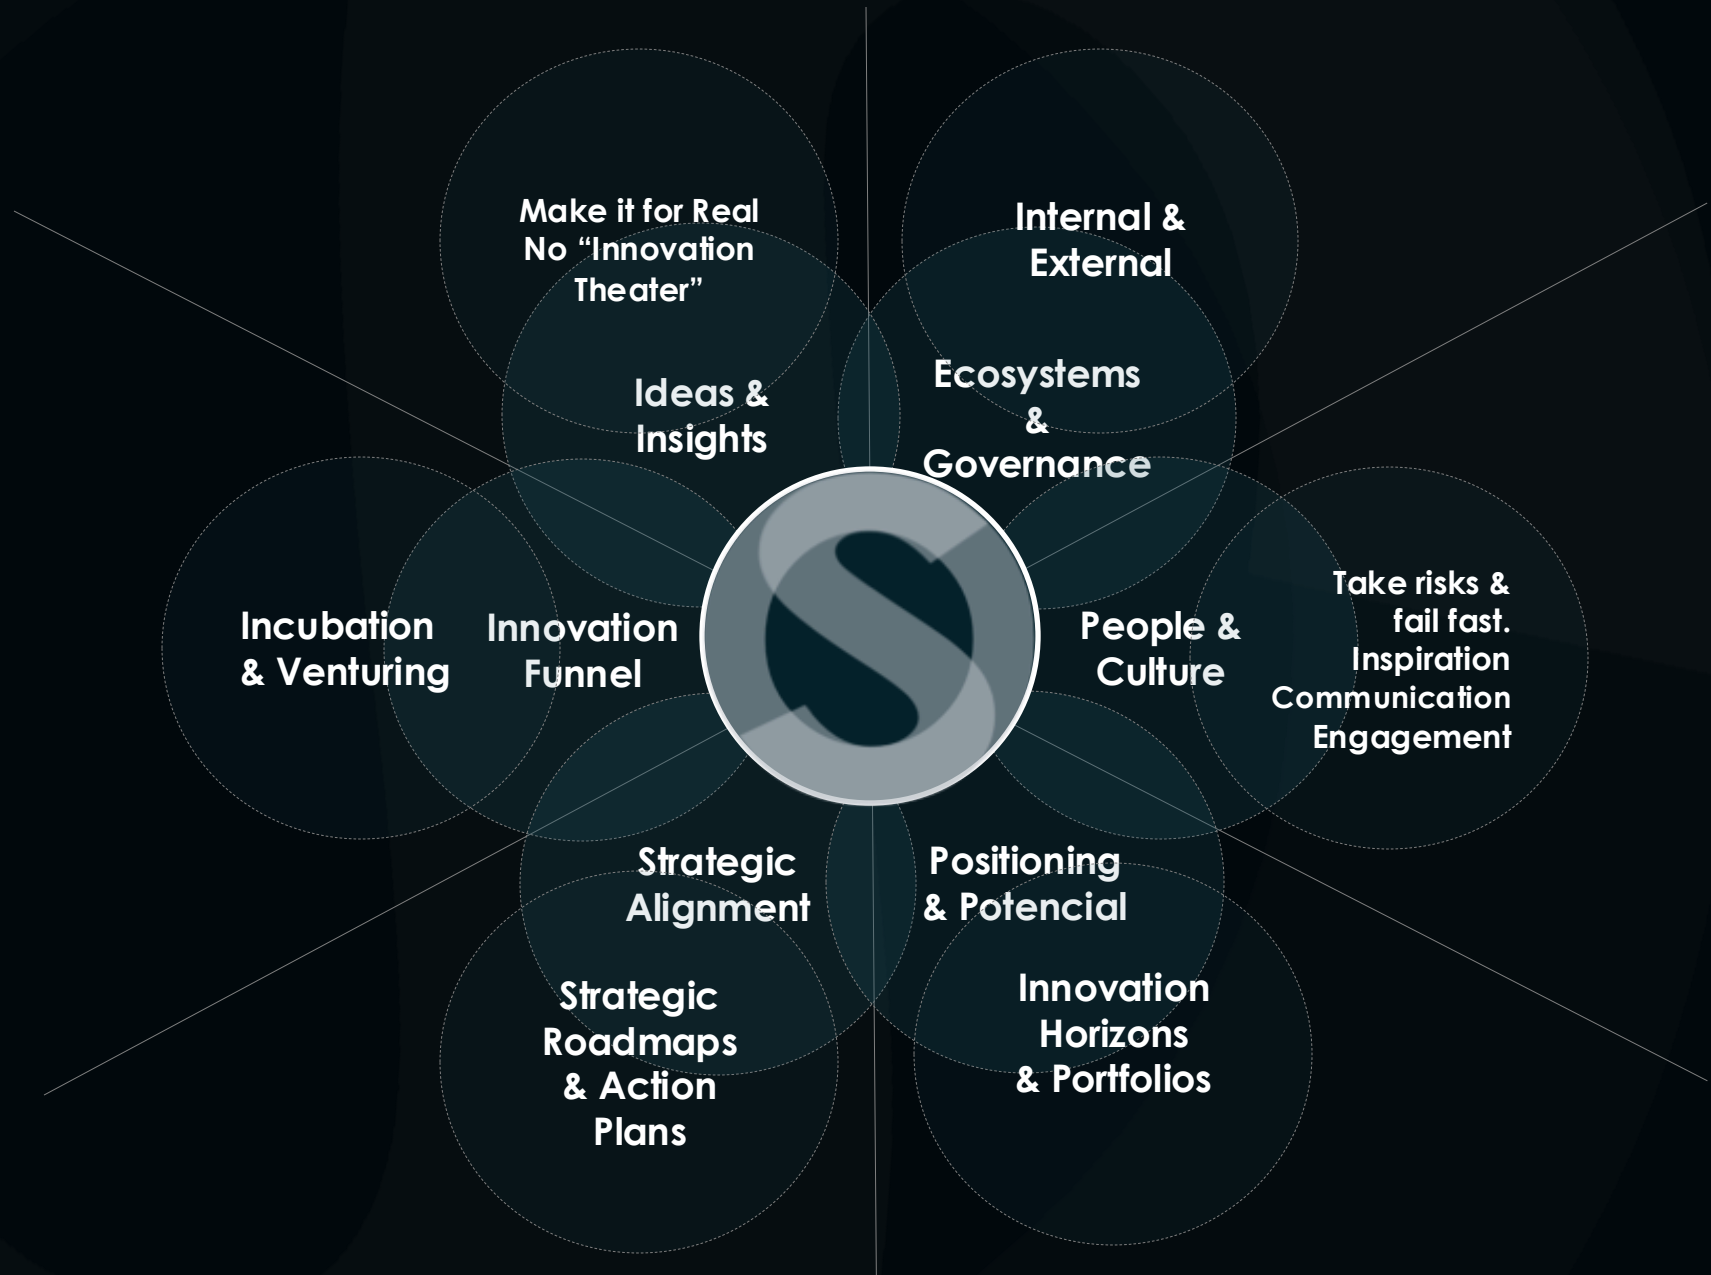 Make it for Real
No “Innovation
Theater”
Internal &
External
Ideas &
Insights
Ecosystems
&
Governance
Incubation
& Venturing
Innovation
Funnel
People &
Culture
Take risks &
fail fast.
Inspiration
Communication
Engagement
Strategic
Alignment
Positioning
& Potencial
Strategic
Roadmaps
& Action
Plans
Innovation
Horizons
& Portfolios